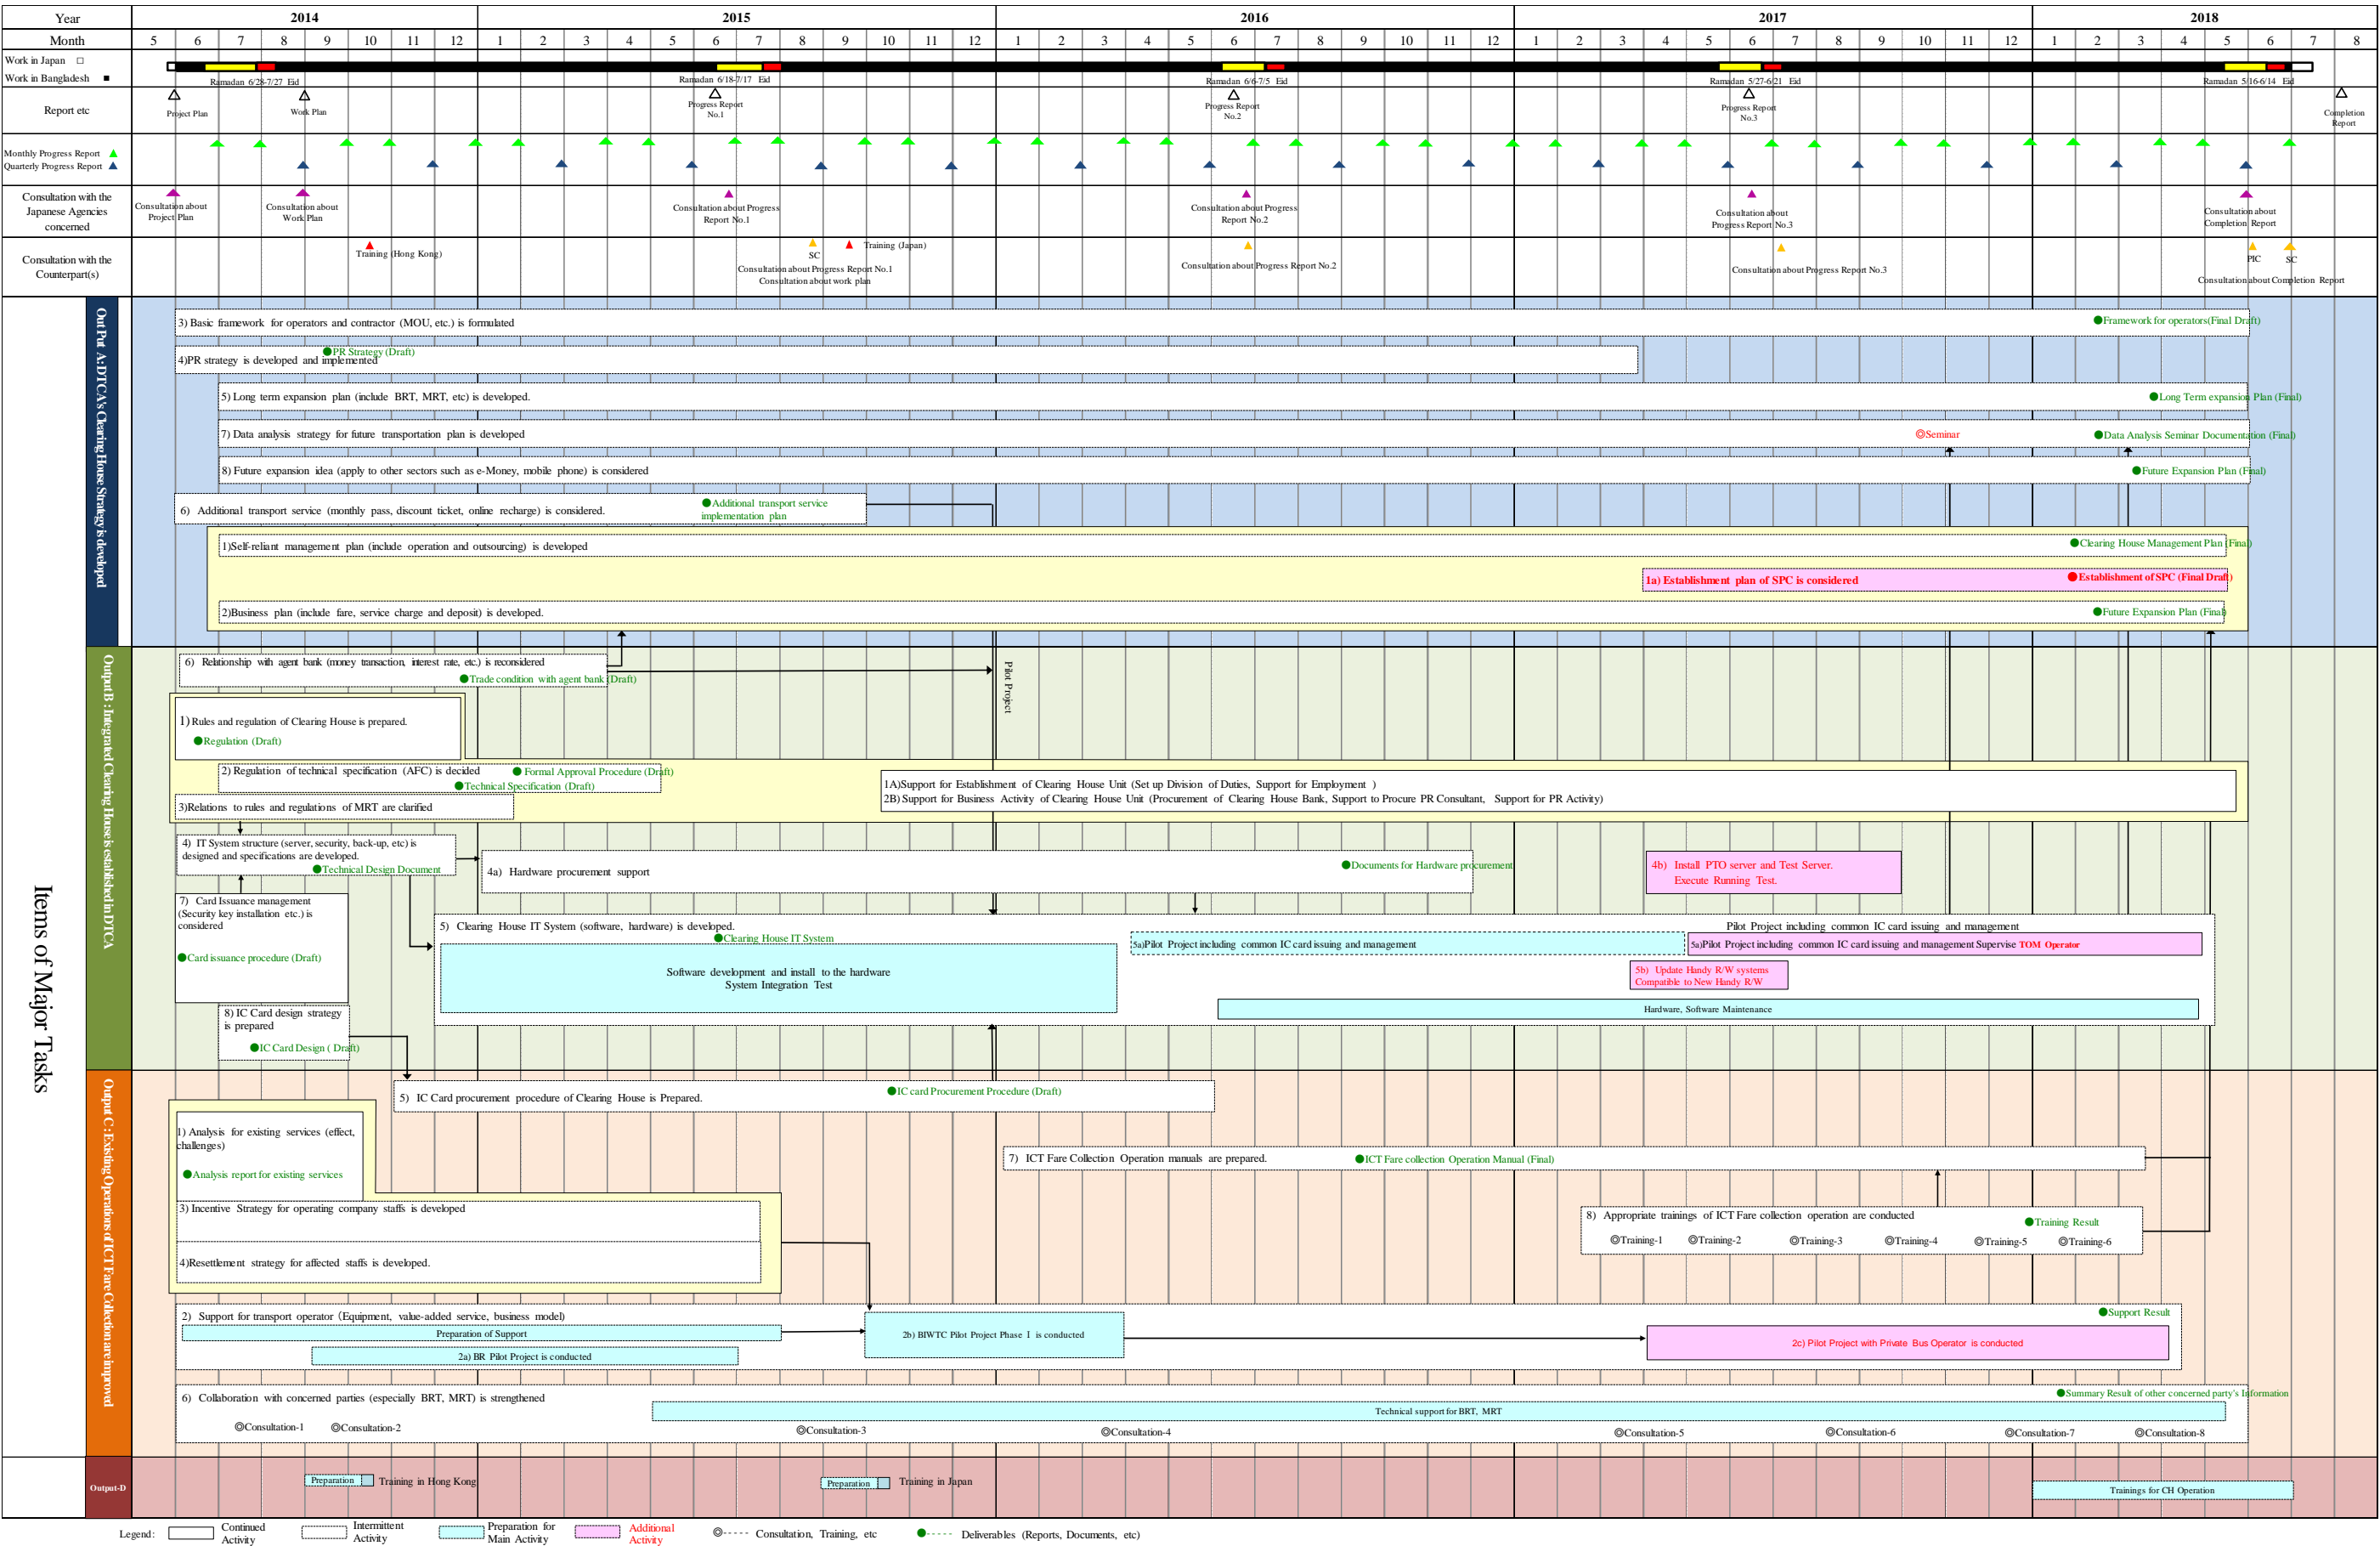 Year 2014 2015 2016 2017 2018
Month 5 6 7 8 9 10 11 12 1 2 3 4 5 6 7 8 9 10 11 12 1 2 3 4 5 6 7 8 9 10 11 12 1 2 3 4 5 6 7 8 9 10 11 12 1 2 3 4 5 6 7 8
Work in Japan □
Work in Bangladesh ■
Ramadan 6/28-7/27 Eid
Ramadan 6/18-7/17 Eid
Ramadan 6/6-7/5 Eid
Ramadan 5/27-6/21 Eid
Ramadan 5/16-6/14 Eid
Report etc
Project Plan
Work Plan
Progress Report
No.1
Progress Report
No.2
Progress Report
No.3
Completion
Report
Monthly Progress Report ▲
Quarterly Progress Report ▲
Consultation with the
Japanese Agencies
concerned
Consultation about
Project Plan
Consultation about
Work Plan
Consultation about Progress
Report No.1
Consultation about Progress
Report No.2
Consultation about
Progress Report No.3
Consultation about
Completion Report
Consultation with the
Counterpart(s)
Training (Hong Kong)
SC
Training (Japan)
Consultation about Progress Report No.1
Consultation about work plan
Consultation about Progress Report No.2
Consultation about Progress Report No.3
PIC
SC
Consultation about Completion Report
Items of Major Tasks
Out Put A: DTCA's Clearing House Strategy is developed
3) Basic framework for operators and contractor (MOU, etc.) is formulated
●Framework for operators(Final Draft)
●PR Strategy (Draft)
4)PR strategy is developed and implemented
5) Long term expansion plan (include BRT, MRT, etc) is developed.
●Long Term expansion Plan (Final)
7) Data analysis strategy for future transportation plan is developed
◎Seminar
●Data Analysis Seminar Documentation (Final)
8) Future expansion idea (apply to other sectors such as e-Money, mobile phone) is considered
●Future Expansion Plan (Final)
6) Additional transport service (monthly pass, discount ticket, online recharge) is considered.
●Additional transport service
implementation plan
1)Self-reliant management plan (include operation and outsourcing) is developed
●Clearing House Management Plan (Final)
1a) Establishment plan of SPC is considered
●Establishment of SPC (Final Draft)
2)Business plan (include fare, service charge and deposit) is developed.
●Future Expansion Plan (Final)
Output B : Integrated Clearing House is established in DTCA
6) Relationship with agent bank (money transaction, interest rate, etc.) is reconsidered
●Trade condition with agent bank (Draft)
Pilot Project
1) Rules and regulation of Clearing House is prepared.
●Regulation (Draft)
2) Regulation of technical specification (AFC) is decided
●Formal Approval Procedure (Draft)
●Technical Specification (Draft)
3)Relations to rules and regulations of MRT are clarified
1A)Support for Establishment of Clearing House Unit (Set up Division of Duties, Support for Employment )
2B) Support for Business Activity of Clearing House Unit (Procurement of Clearing House Bank, Support to Procure PR Consultant, Support for PR Activity)
4) IT System structure (server, security, back-up, etc) is
designed and specifications are developed.
●Technical Design Document
4a) Hardware procurement support
●Documents for Hardware procurement
4b) Install PTO server and Test Server.
Execute Running Test.
7) Card Issuance management
(Security key installation etc.) is
considered
●Card issuance procedure (Draft)
5) Clearing House IT System (software, hardware) is developed.
●Clearing House IT System
Software development and install to the hardware
System Integration Test
Pilot Project including common IC card issuing and management
5a)Pilot Project including common IC card issuing and management
5a)Pilot Project including common IC card issuing and management Supervise TOM Operator
5b) Update Handy R/W systems
Compatible to New Handy R/W
Hardware, Software Maintenance
8) IC Card design strategy
is prepared
●IC Card Design ( Draft)
Output C : Existing Operations of ICT Fare Collection are improved
5) IC Card procurement procedure of Clearing House is Prepared.
●IC card Procurement Procedure (Draft)
1) Analysis for existing services (effect,
challenges)
●Analysis report for existing services
7) ICT Fare Collection Operation manuals are prepared.
●ICT Fare collection Operation Manual (Final)
3) Incentive Strategy for operating company staffs is developed
4)Resettlement strategy for affected staffs is developed.
8) Appropriate trainings of ICT Fare collection operation are conducted
●Training Result
◎Training-1 ◎Training-2 ◎Training-3 ◎Training-4 ◎Training-5 ◎Training-6
2) Support for transport operator (Equipment, value-added service, business model)
●Support Result
Preparation of Support
2a) BR Pilot Project is conducted
2b) BIWTC Pilot Project Phase Ⅰ is conducted
2c) Pilot Project with Private Bus Operator is conducted
6) Collaboration with concerned parties (especially BRT, MRT) is strengthened
●Summary Result of other concerned party's Information
Technical support for BRT, MRT
◎Consultation-1 ◎Consultation-2 ◎Consultation-3 ◎Consultation-4 ◎Consultation-5 ◎Consultation-6 ◎Consultation-7 ◎Consultation-8
Output-D
Preparation
Training in Hong Kong
Preparation
Training in Japan
Trainings for CH Operation
Legend:
Continued
Activity
Intermittent
Activity
Preparation for
Main Activity
Additional
Activity
◎---- Consultation, Training, etc
●---- Deliverables (Reports, Documents, etc)